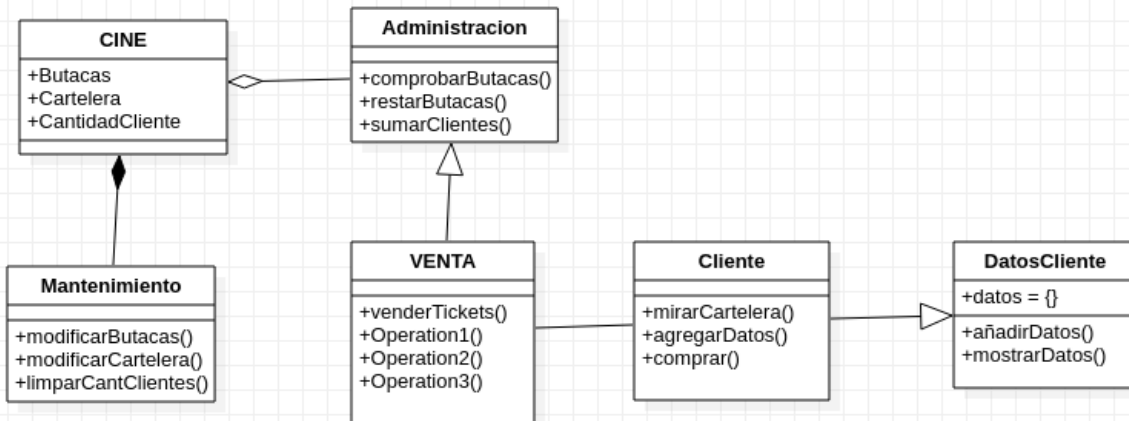 CINE
+Butacas
+Cartelera
+CantidadCliente
Administracion
+comprobarButacas()
+restarButacas()
+sumarClientes()
Mantenimiento
+modificarButacas()
+modificarCartelera()
+limparCantClientes()
VENTA
+venderTickets()
+Operation1()
+Operation2()
+Operation3()
Cliente
+mirarCartelera()
+agregarDatos()
+comprar()
DatosCliente
+datos = {}
+añadirDatos()
+mostrarDatos()